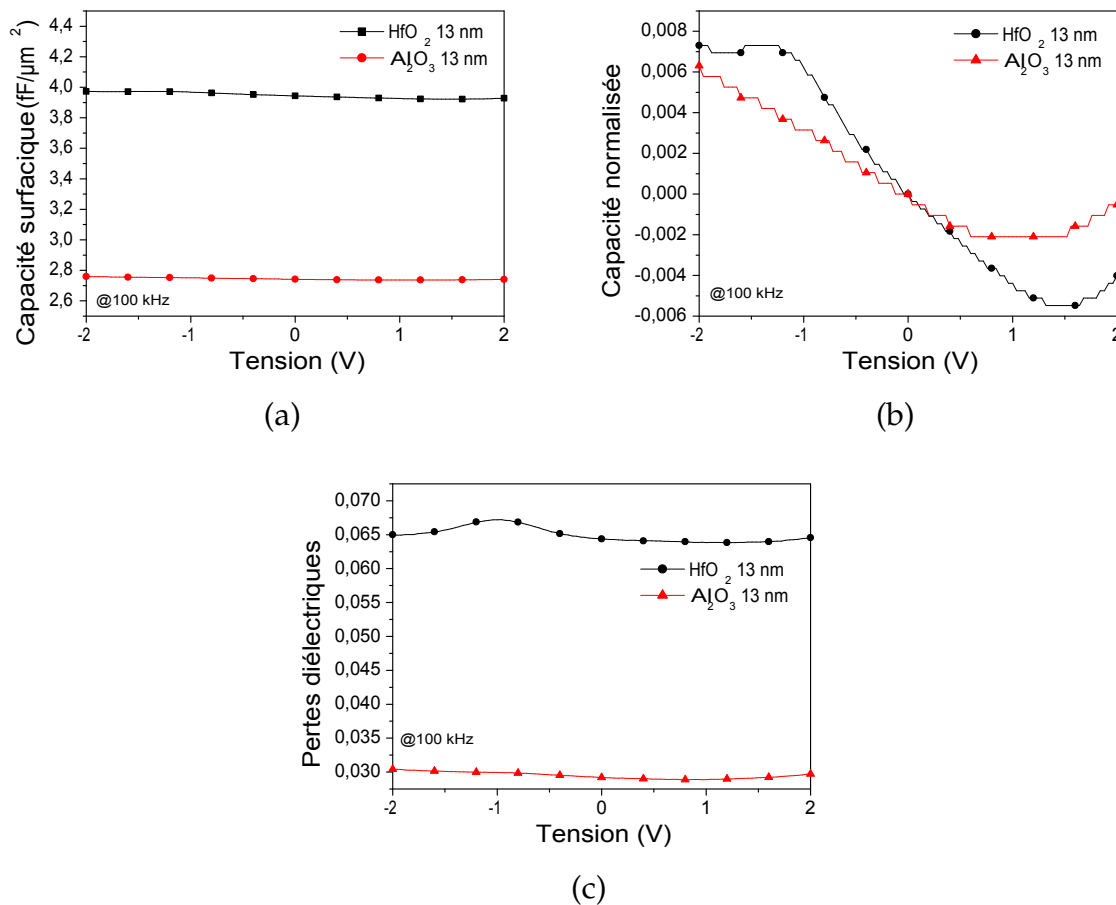 Capacité surfacique(fF/µm²)
4,4
4,2
4,0
3,8
3,6
3,4
3,2
3,0
2,8
2,6
HfO₂ 13 nm
Al₂O₃ 13 nm
@100 kHz
-2 -1 0 1 2
Tension (V)
(a)
Capacité normalisée
0,008
0,006
0,004
0,002
0,000
-0,002
-0,004
-0,006
HfO₂ 13 nm
Al₂O₃ 13 nm
@100 kHz
-2 -1 0 1 2
Tension (V)
(b)
Pertes diélectriques
0,070
0,065
0,060
0,055
0,050
0,045
0,040
0,035
0,030
HfO₂ 13 nm
Al₂O₃ 13 nm
@100 kHz
-2 -1 0 1 2
Tension (V)
(c)